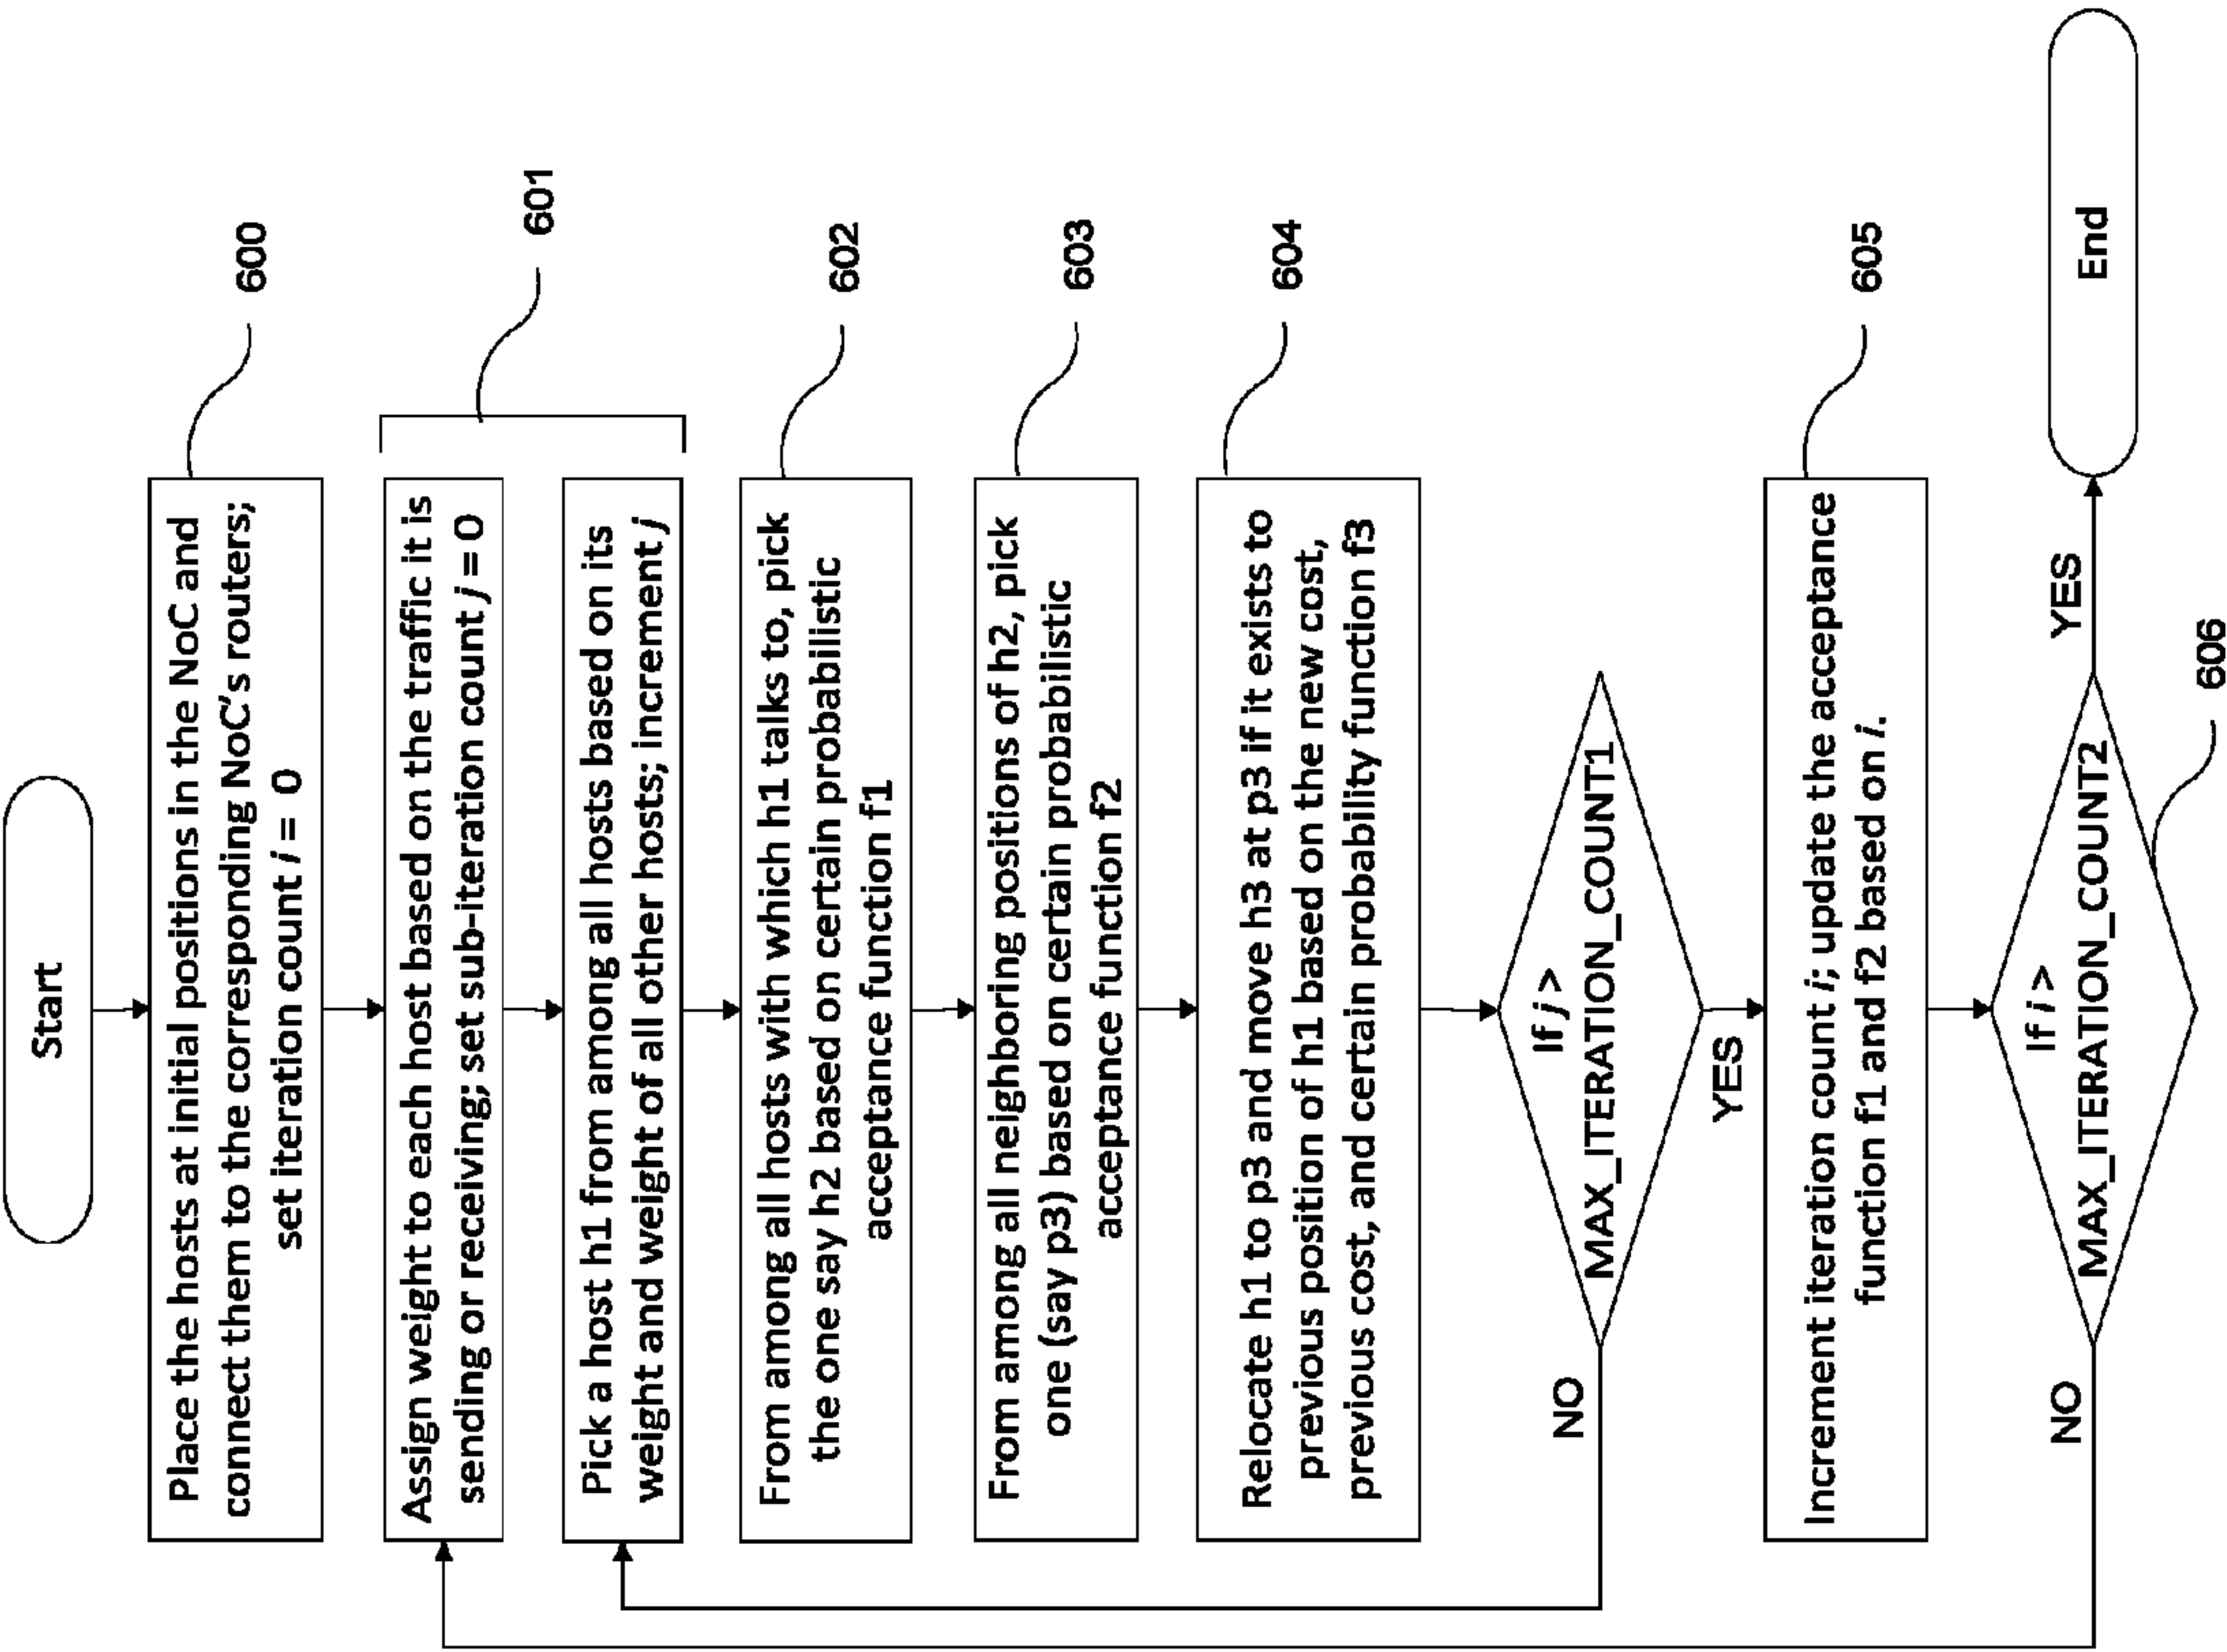 Start
Place the hosts at initial positions in the NoC and
connect them to the corresponding NoC's routers;
set iteration count i = 0
600
Assign weight to each host based on the traffic it is
sending or receiving; set sub-iteration count j = 0
601
Pick a host h1 from among all hosts based on its
weight and weight of all other hosts; increment j
From among all hosts with which h1 talks to, pick
the one say h2 based on certain probabilistic
acceptance function f1
602
From among all neighboring positions of h2, pick
one (say p3) based on certain probabilistic
acceptance function f2
603
Relocate h1 to p3 and move h3 at p3 if it exists to
previous position of h1 based on the new cost,
previous cost, and certain probability function f3
604
If j >
MAX_ITERATION_COUNT1
NO
YES
Increment iteration count i; update the acceptance
function f1 and f2 based on i.
605
If i >
MAX_ITERATION_COUNT2
NO
YES
606
End